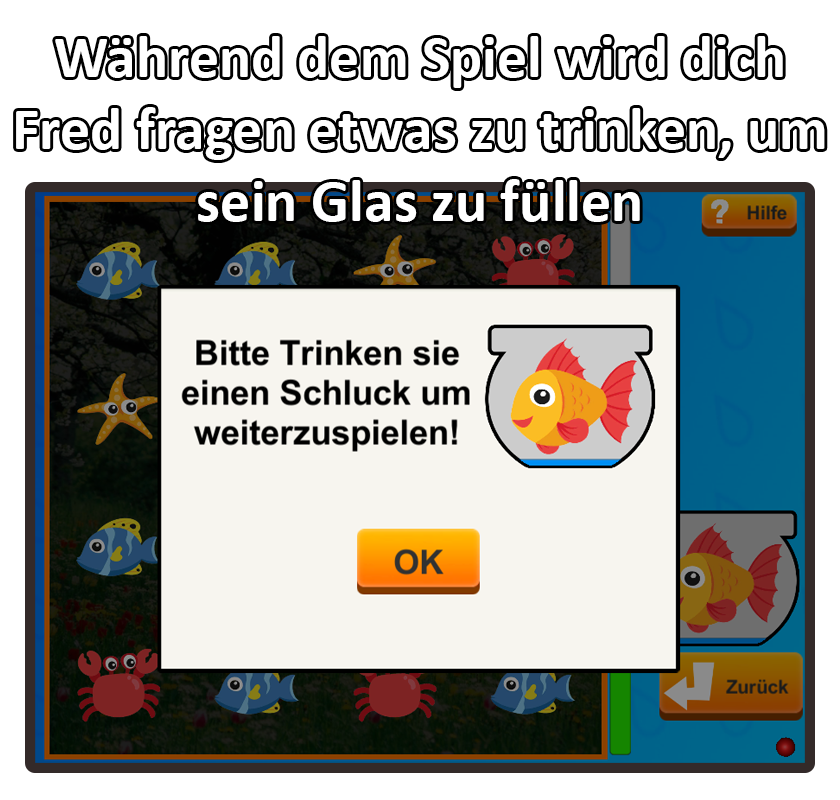 Während dem Spiel wird dich
Fred fragen etwas zu trinken, um
sein Glas zu füllen
Hilfe
Bitte Trinken sie
einen Schluck um
weiterzuspielen!
OK
Zurück